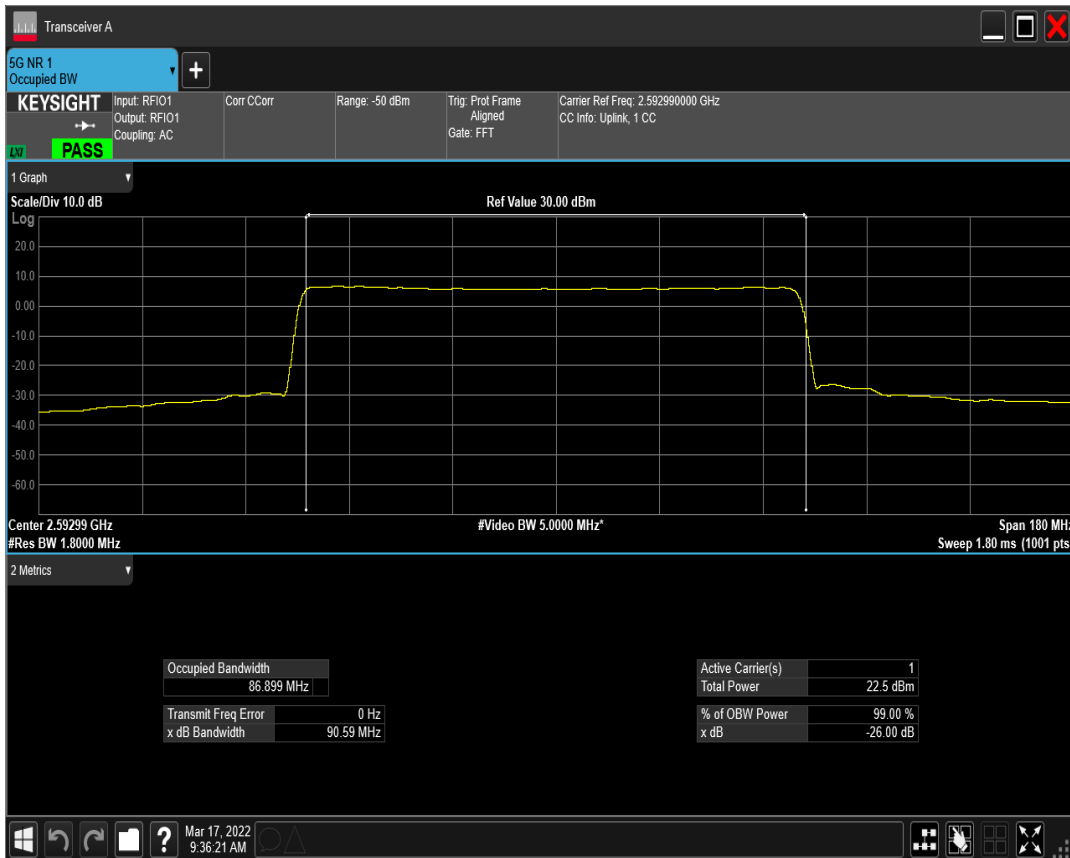 Transceiver A
5G NR 1
Occupied BW
+
KEYSIGHT
LXI
PASS
Input: RFIO1
Output: RFIO1
Coupling: AC
Corr CCorr
Range: -50 dBm
Trig: Prot Frame
Aligned
Gate: FFT
Carrier Ref Freq: 2.592990000 GHz
CC Info: Uplink, 1 CC
1 Graph
Scale/Div 10.0 dB
Ref Value 30.00 dBm
Log
20.0
10.0
0.00
-10.0
-20.0
-30.0
-40.0
-50.0
-60.0
Center 2.59299 GHz
#Video BW 5.0000 MHz*
Span 180 MHz
#Res BW 1.8000 MHz
Sweep 1.80 ms (1001 pts
2 Metrics
Occupied Bandwidth
86.899 MHz
Transmit Freq Error 0 Hz
x dB Bandwidth 90.59 MHz
Active Carrier(s) 1
Total Power 22.5 dBm
% of OBW Power 99.00 %
x dB -26.00 dB
?
Mar 17, 2022
9:36:21 AM